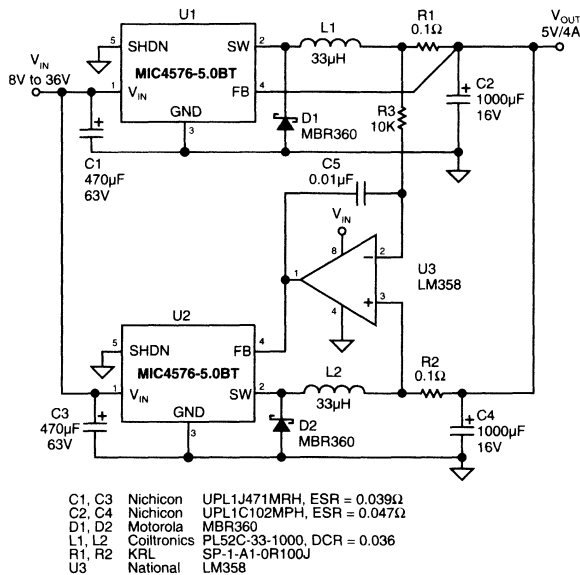 U1
L1
R1
0.1Ω
VOUT
5V/4A
VIN
8V to 36V
5 SHDN
SW 2
33µH
MIC4576-5.0BT
1 VIN
FB 4
GND
3
C2
1000µF
16V
R3
10K
D1
MBR360
C1
470µF
63V
C5
0.01µF
VIN
8
2
−
1
U3
LM358
+
3
4
U2
5 SHDN
FB 4
MIC4576-5.0BT
R2
0.1Ω
L2
1 VIN
SW 2
33µH
GND
3
C3
470µF
63V
D2
MBR360
C4
1000µF
16V
C1, C3 Nichicon UPL1J471MRH, ESR = 0.039Ω
C2, C4 Nichicon UPL1C102MPH, ESR = 0.047Ω
D1, D2 Motorola MBR360
L1, L2 Coiltronics PL52C-33-1000, DCR = 0.036
R1, R2 KRL SP-1-A1-0R100J
U3 National LM358